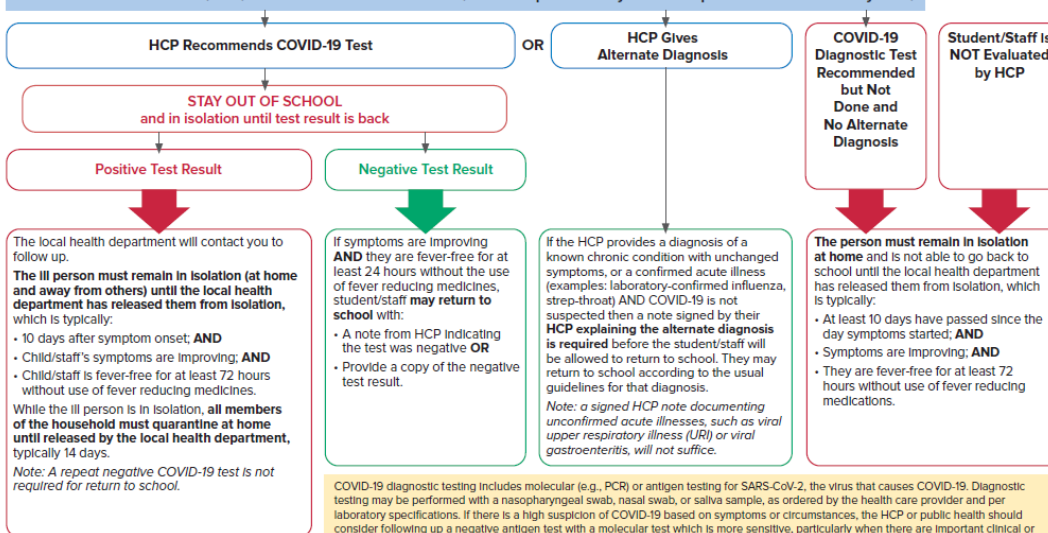 HCP Recommends COVID-19 Test
OR
HCP Gives
Alternate Diagnosis
COVID-19
Diagnostic Test
Recommended
but Not
Done and
No Alternate
Diagnosis
Student/Staff Is
NOT Evaluated
by HCP
STAY OUT OF SCHOOL
and in isolation until test result is back
Positive Test Result
Negative Test Result
The local health department will contact you to
follow up.
The ill person must remain in isolation (at home
and away from others) until the local health
department has released them from isolation,
which is typically:
• 10 days after symptom onset; AND
• Child/staff's symptoms are improving; AND
• Child/staff is fever-free for at least 72 hours
without use of fever reducing medicines.
While the ill person is in isolation, all members
of the household must quarantine at home
until released by the local health department,
typically 14 days.
Note: A repeat negative COVID-19 test is not
required for return to school.
If symptoms are improving
AND they are fever-free for at
least 24 hours without the use
of fever reducing medicines,
student/staff may return to
school with:
• A note from HCP indicating
the test was negative OR
• Provide a copy of the negative
test result.
If the HCP provides a diagnosis of a
known chronic condition with unchanged
symptoms, or a confirmed acute illness
(examples: laboratory-confirmed influenza,
strep-throat) AND COVID-19 is not
suspected then a note signed by their
HCP explaining the alternate diagnosis
is required before the student/staff will
be allowed to return to school. They may
return to school according to the usual
guidelines for that diagnosis.
Note: a signed HCP note documenting
unconfirmed acute illnesses, such as viral
upper respiratory illness (URI) or viral
gastroenteritis, will not suffice.
The person must remain in isolation
at home and is not able to go back to
school until the local health department
has released them from isolation, which
is typically:
• At least 10 days have passed since the
day symptoms started; AND
• Symptoms are improving; AND
• They are fever-free for at least 72
hours without use of fever reducing
medications.
COVID-19 diagnostic testing includes molecular (e.g., PCR) or antigen testing for SARS-CoV-2, the virus that causes COVID-19. Diagnostic
testing may be performed with a nasopharyngeal swab, nasal swab, or saliva sample, as ordered by the health care provider and per
laboratory specifications. If there is a high suspicion of COVID-19 based on symptoms or circumstances, the HCP or public health should
consider following up a negative antigen test with a molecular test which is more sensitive, particularly when there are important clinical or